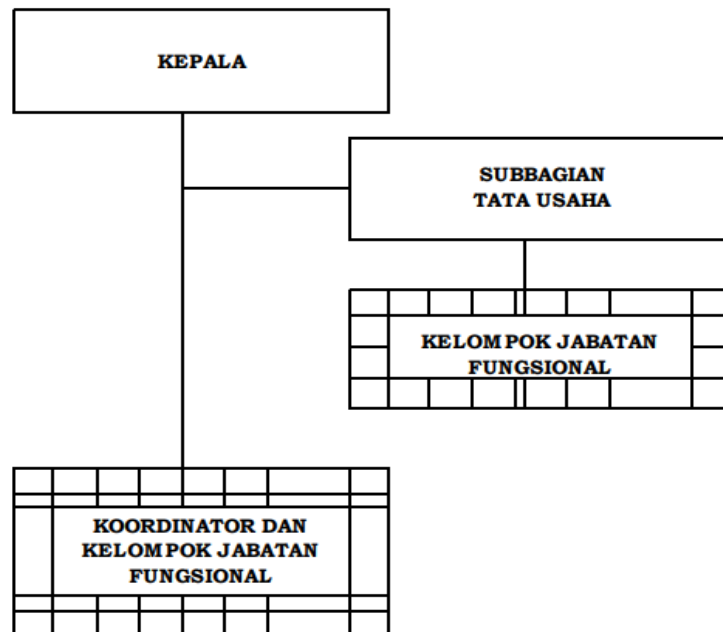 KEPALA
SUBBAGIAN
TATA USAHA
KELOMPOK JABATAN
FUNGSIONAL
KOORDINATOR DAN
KELOMPOK JABATAN
FUNGSIONAL